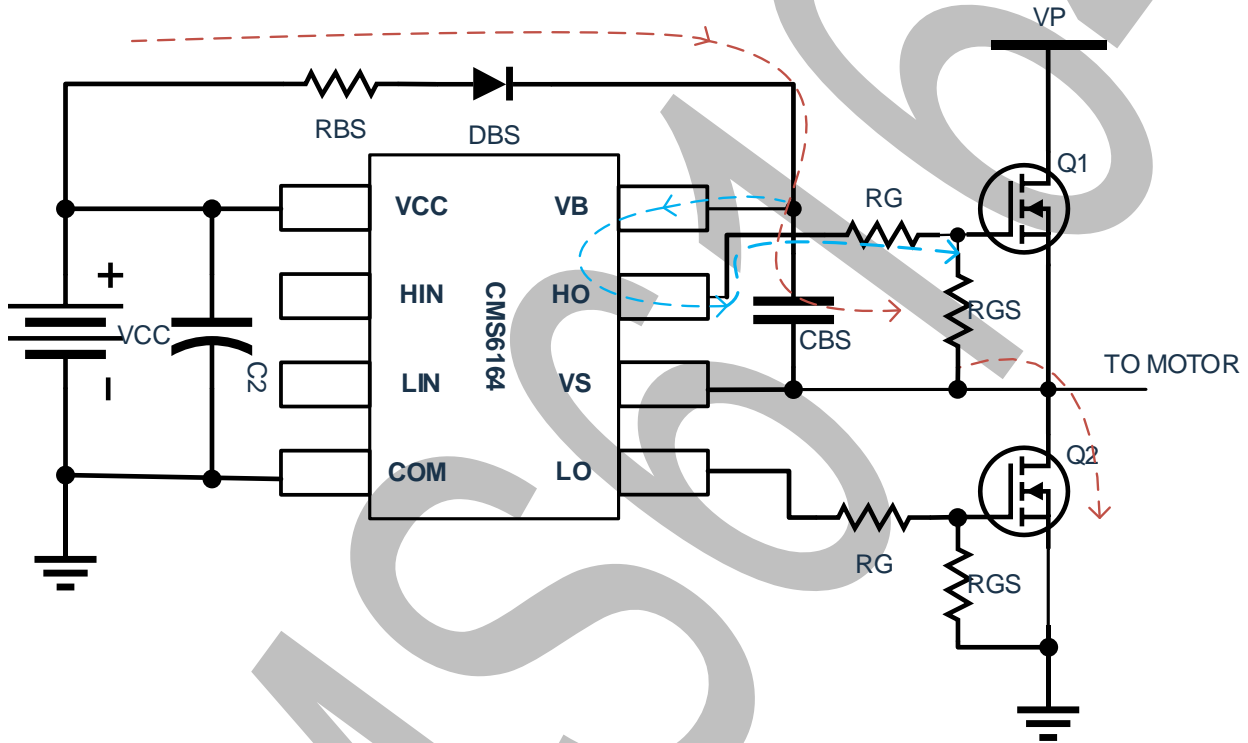 VP
RBS
DBS
Q1
VCC
VB
RG
+
HIN
HO
CMS6164
RGS
VCC
C2
CBS
TO MOTOR
LIN
VS
−
COM
LO
Q2
RG
RGS